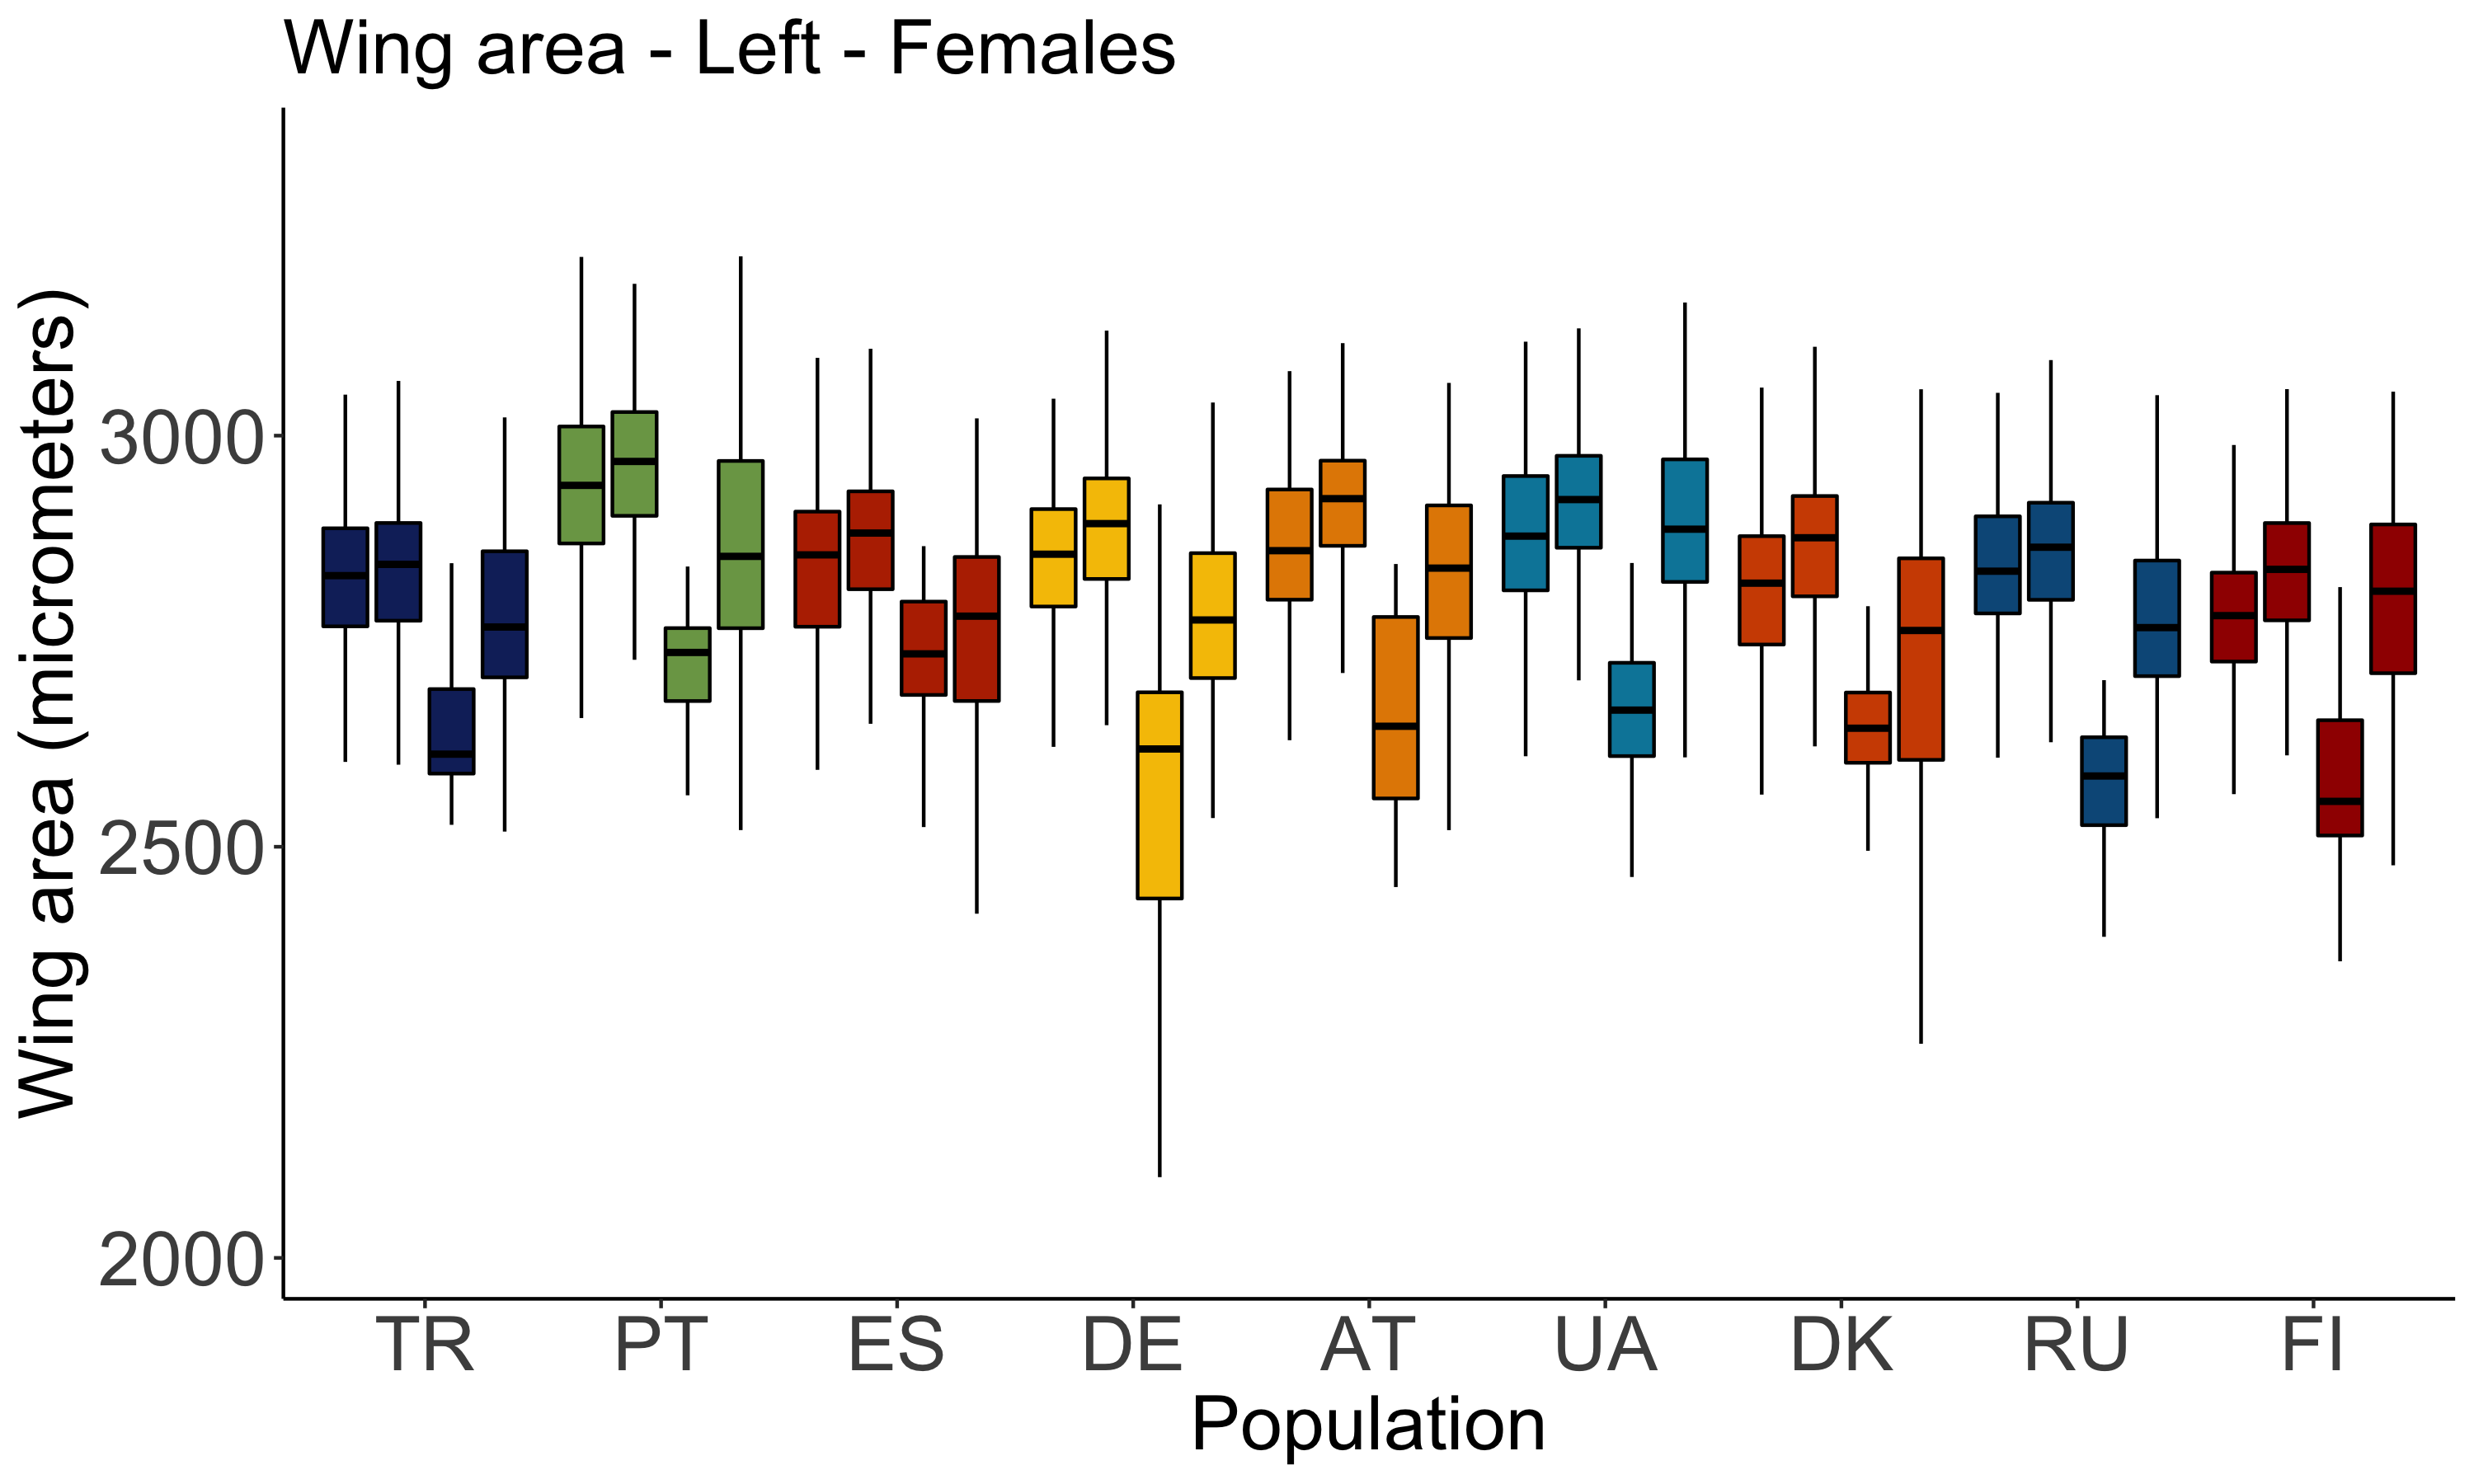 Wing area - Left - Females
Wing area (micrometers)
3000
2500
2000
TR PT ES DE AT UA DK RU FI
Population